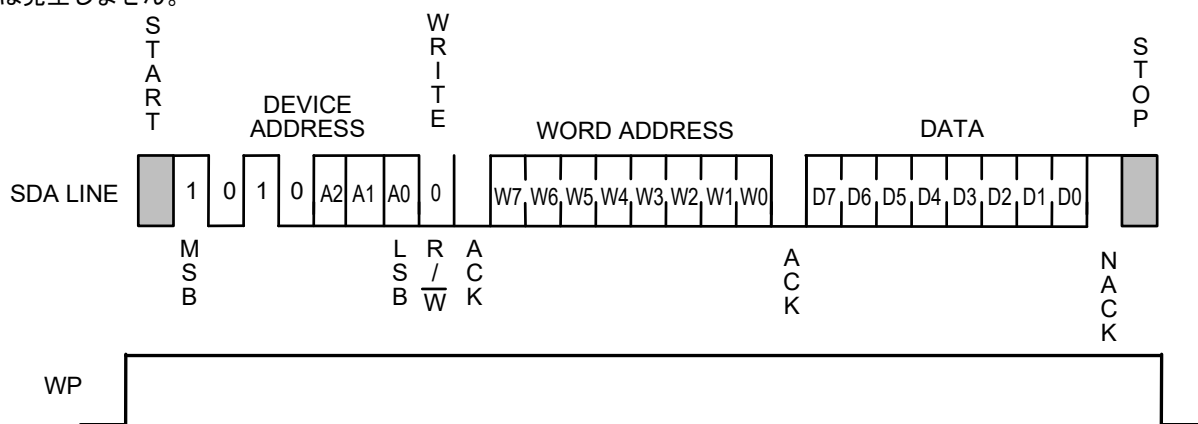 は発生しません。
START
DEVICE ADDRESS
WRITE
WORD ADDRESS
DATA
STOP
SDA LINE
1 0 1 0 A2 A1 A0 0 W7 W6 W5 W4 W3 W2 W1 W0 D7 D6 D5 D4 D3 D2 D1 D0
MSB
LSB
R/W
ACK
ACK
NACK
WP